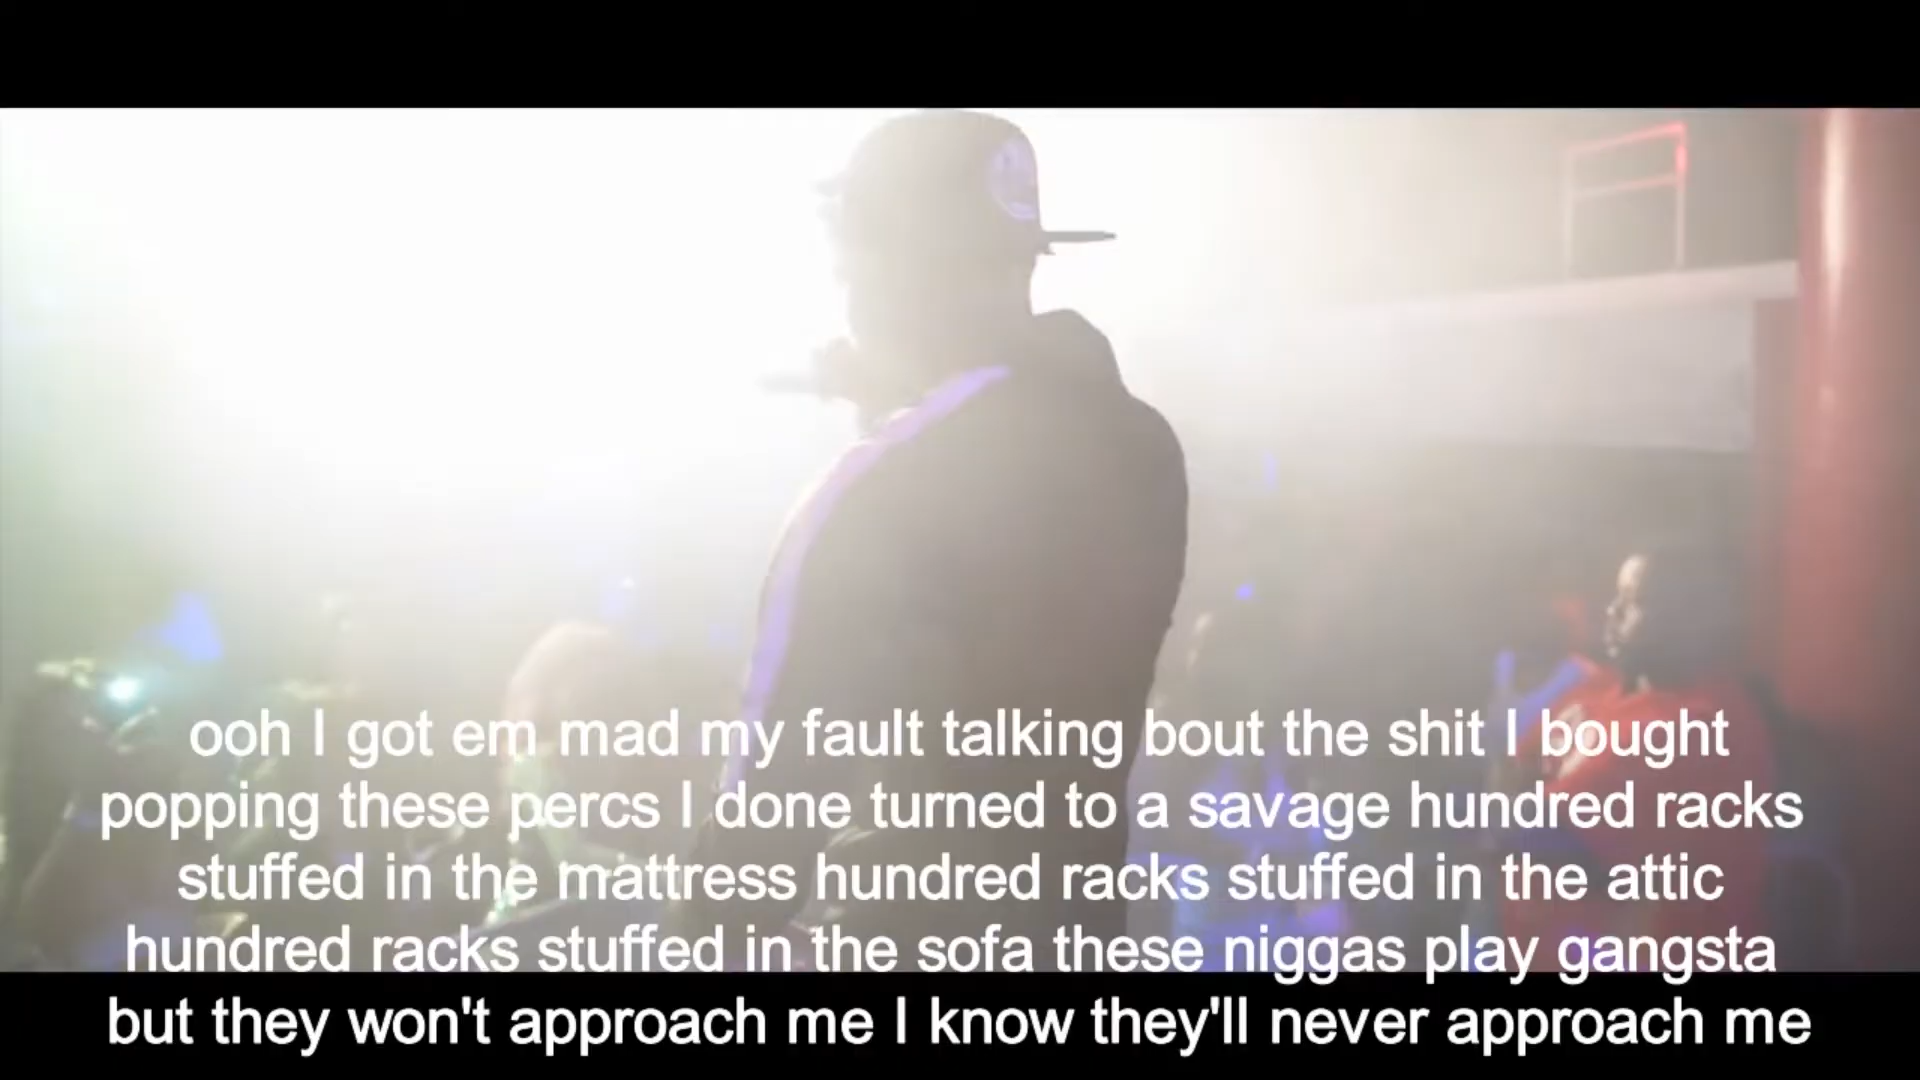 ooh I got em mad my fault talking bout the shit I bought
popping these percs I done turned to a savage hundred racks
stuffed in the mattress hundred racks stuffed in the attic
hundred racks stuffed in the sofa these niggas play gangsta
but they won't approach me I know they'll never approach me